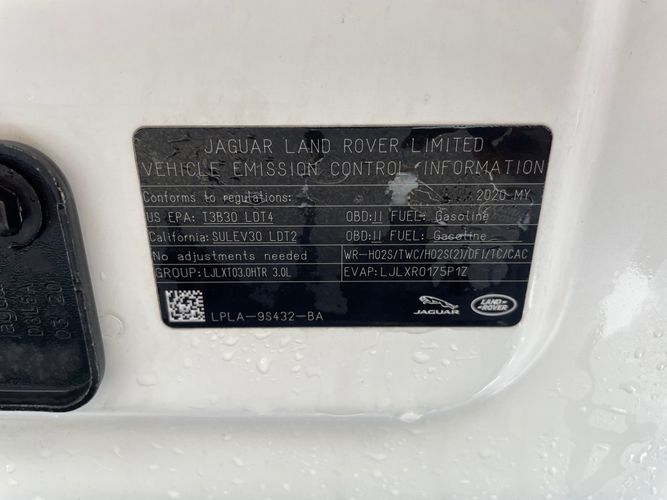 JAGUAR LAND ROVER LIMITED
VEHICLE EMISSION CONTROL INFORMATION
Conforms to regulations: 2020 MY
US EPA: T3B30 LDT4 OBD:II FUEL: Gasoline
California: SULEV30 LDT2 OBD:II FUEL: Gasoline
No adjustments needed WR-HO2S/TWC/HO2S(2)/DFI/TC/CAC
GROUP: LJLXT03.0HTR 3.0L EVAP: LJLXR0175P1Z
LPLA-9S432-BA
JAGUAR
LAND ROVER